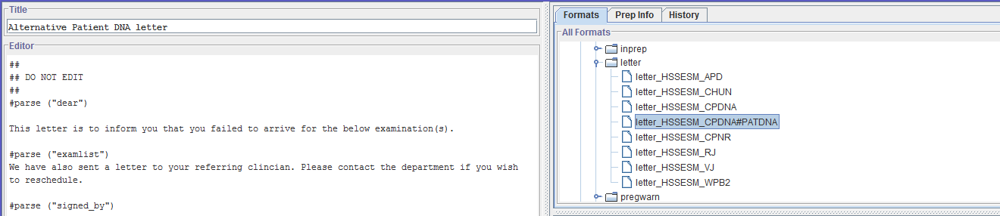 Title
Alternative Patient DNA letter
Editor
##
## DO NOT EDIT
##
#parse ("dear")
This letter is to inform you that you failed to arrive for the below examination(s).
#parse ("examlist")
We have also sent a letter to your referring clincian. Please contact the department if you wish
to reschedule.
#parse ("signed_by")
Formats
Prep Info
History
All Formats
inprep
letter
letter_HSSESM_APD
letter_HSSESM_CHUN
letter_HSSESM_CPDNA
letter_HSSESM_CPDNA#PATDNA
letter_HSSESM_CPNR
letter_HSSESM_RJ
letter_HSSESM_VJ
letter_HSSESM_WPB2
pregwarn